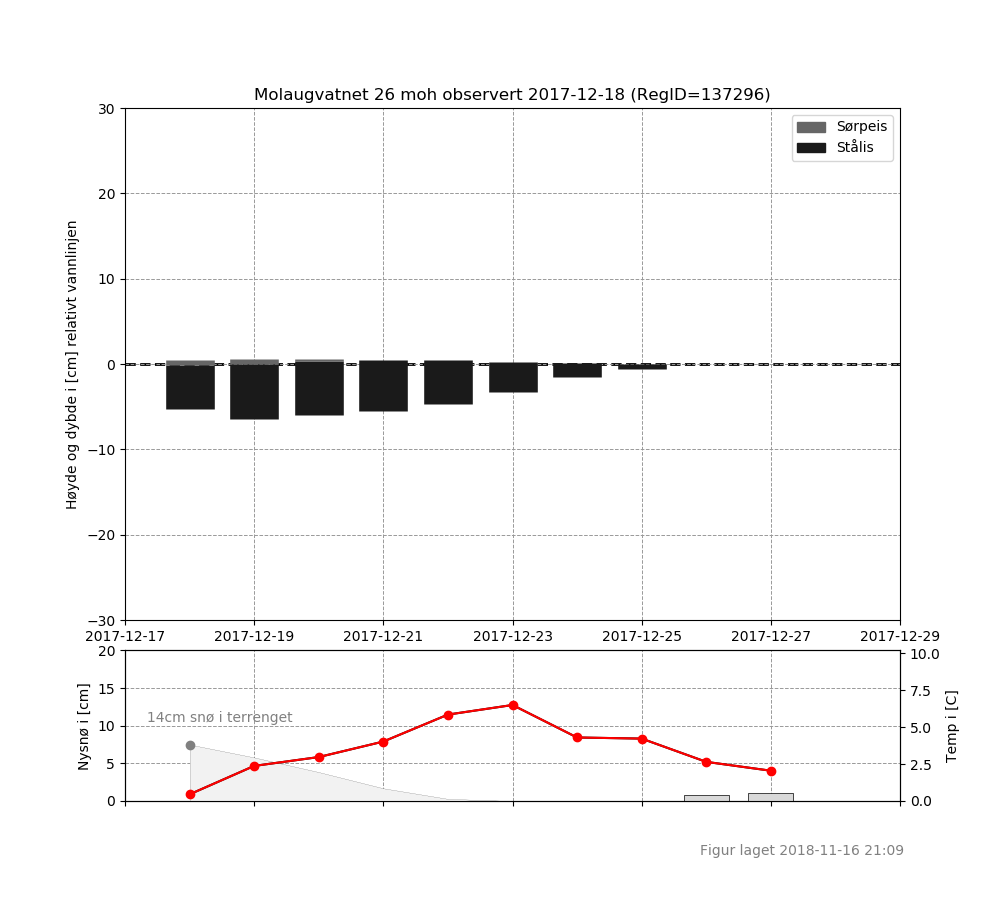 Molaugvatnet 26 moh observert 2017-12-18 (RegID=137296)
Sørpeis
Stålis
Høyde og dybde i [cm] relativt vannlinjen
30
20
10
0
−10
−20
−30
2017-12-17 2017-12-19 2017-12-21 2017-12-23 2017-12-25 2017-12-27 2017-12-29
Nysnø i [cm]
20
15
10
5
0
14cm snø i terrenget
10.0
7.5
5.0
2.5
0.0
Temp i [C]
Figur laget 2018-11-16 21:09